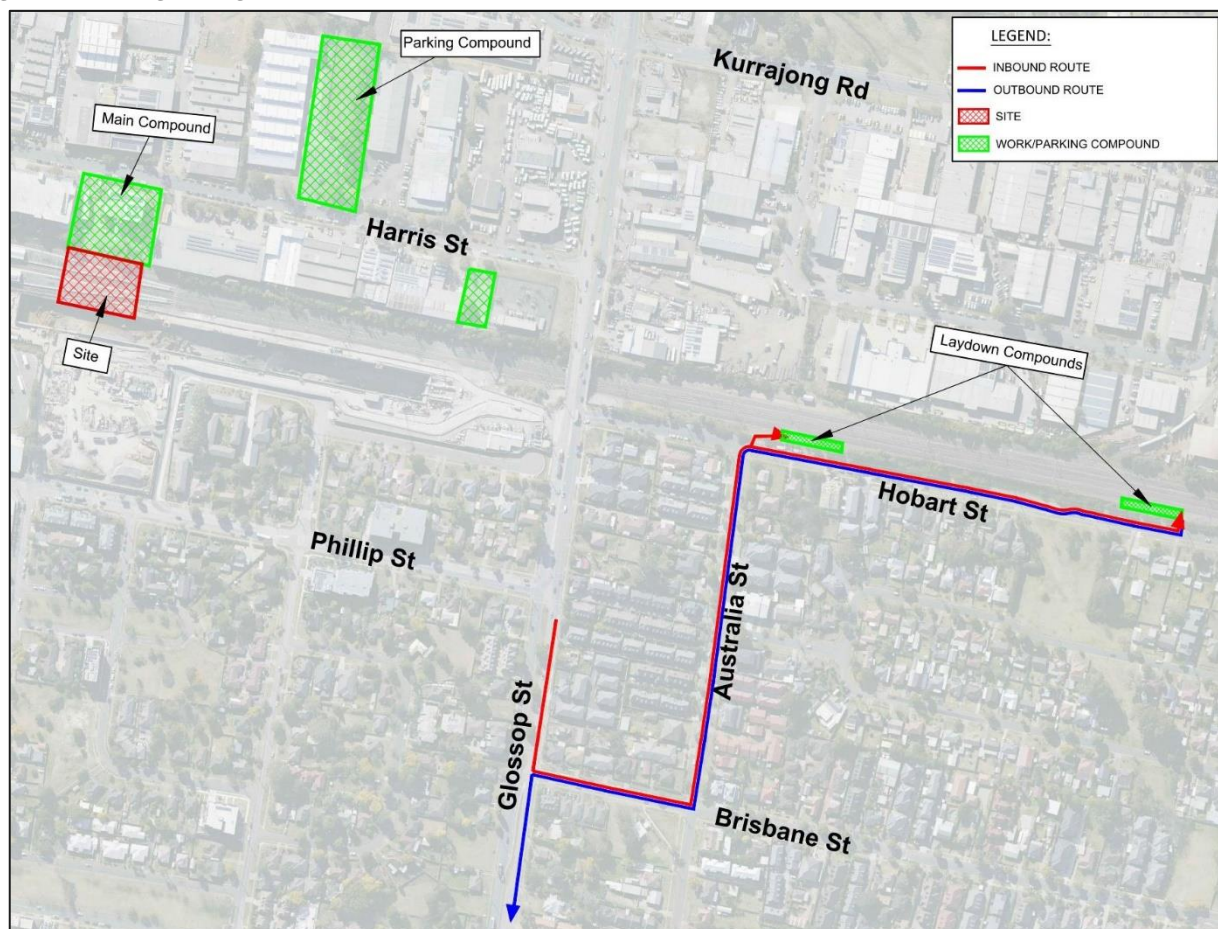 Parking Compound
Kurrajong Rd
LEGEND:
INBOUND ROUTE
OUTBOUND ROUTE
SITE
WORK/PARKING COMPOUND
Main Compound
Harris St
Site
Laydown Compounds
Hobart St
Phillip St
Australia St
Glossop St
Brisbane St